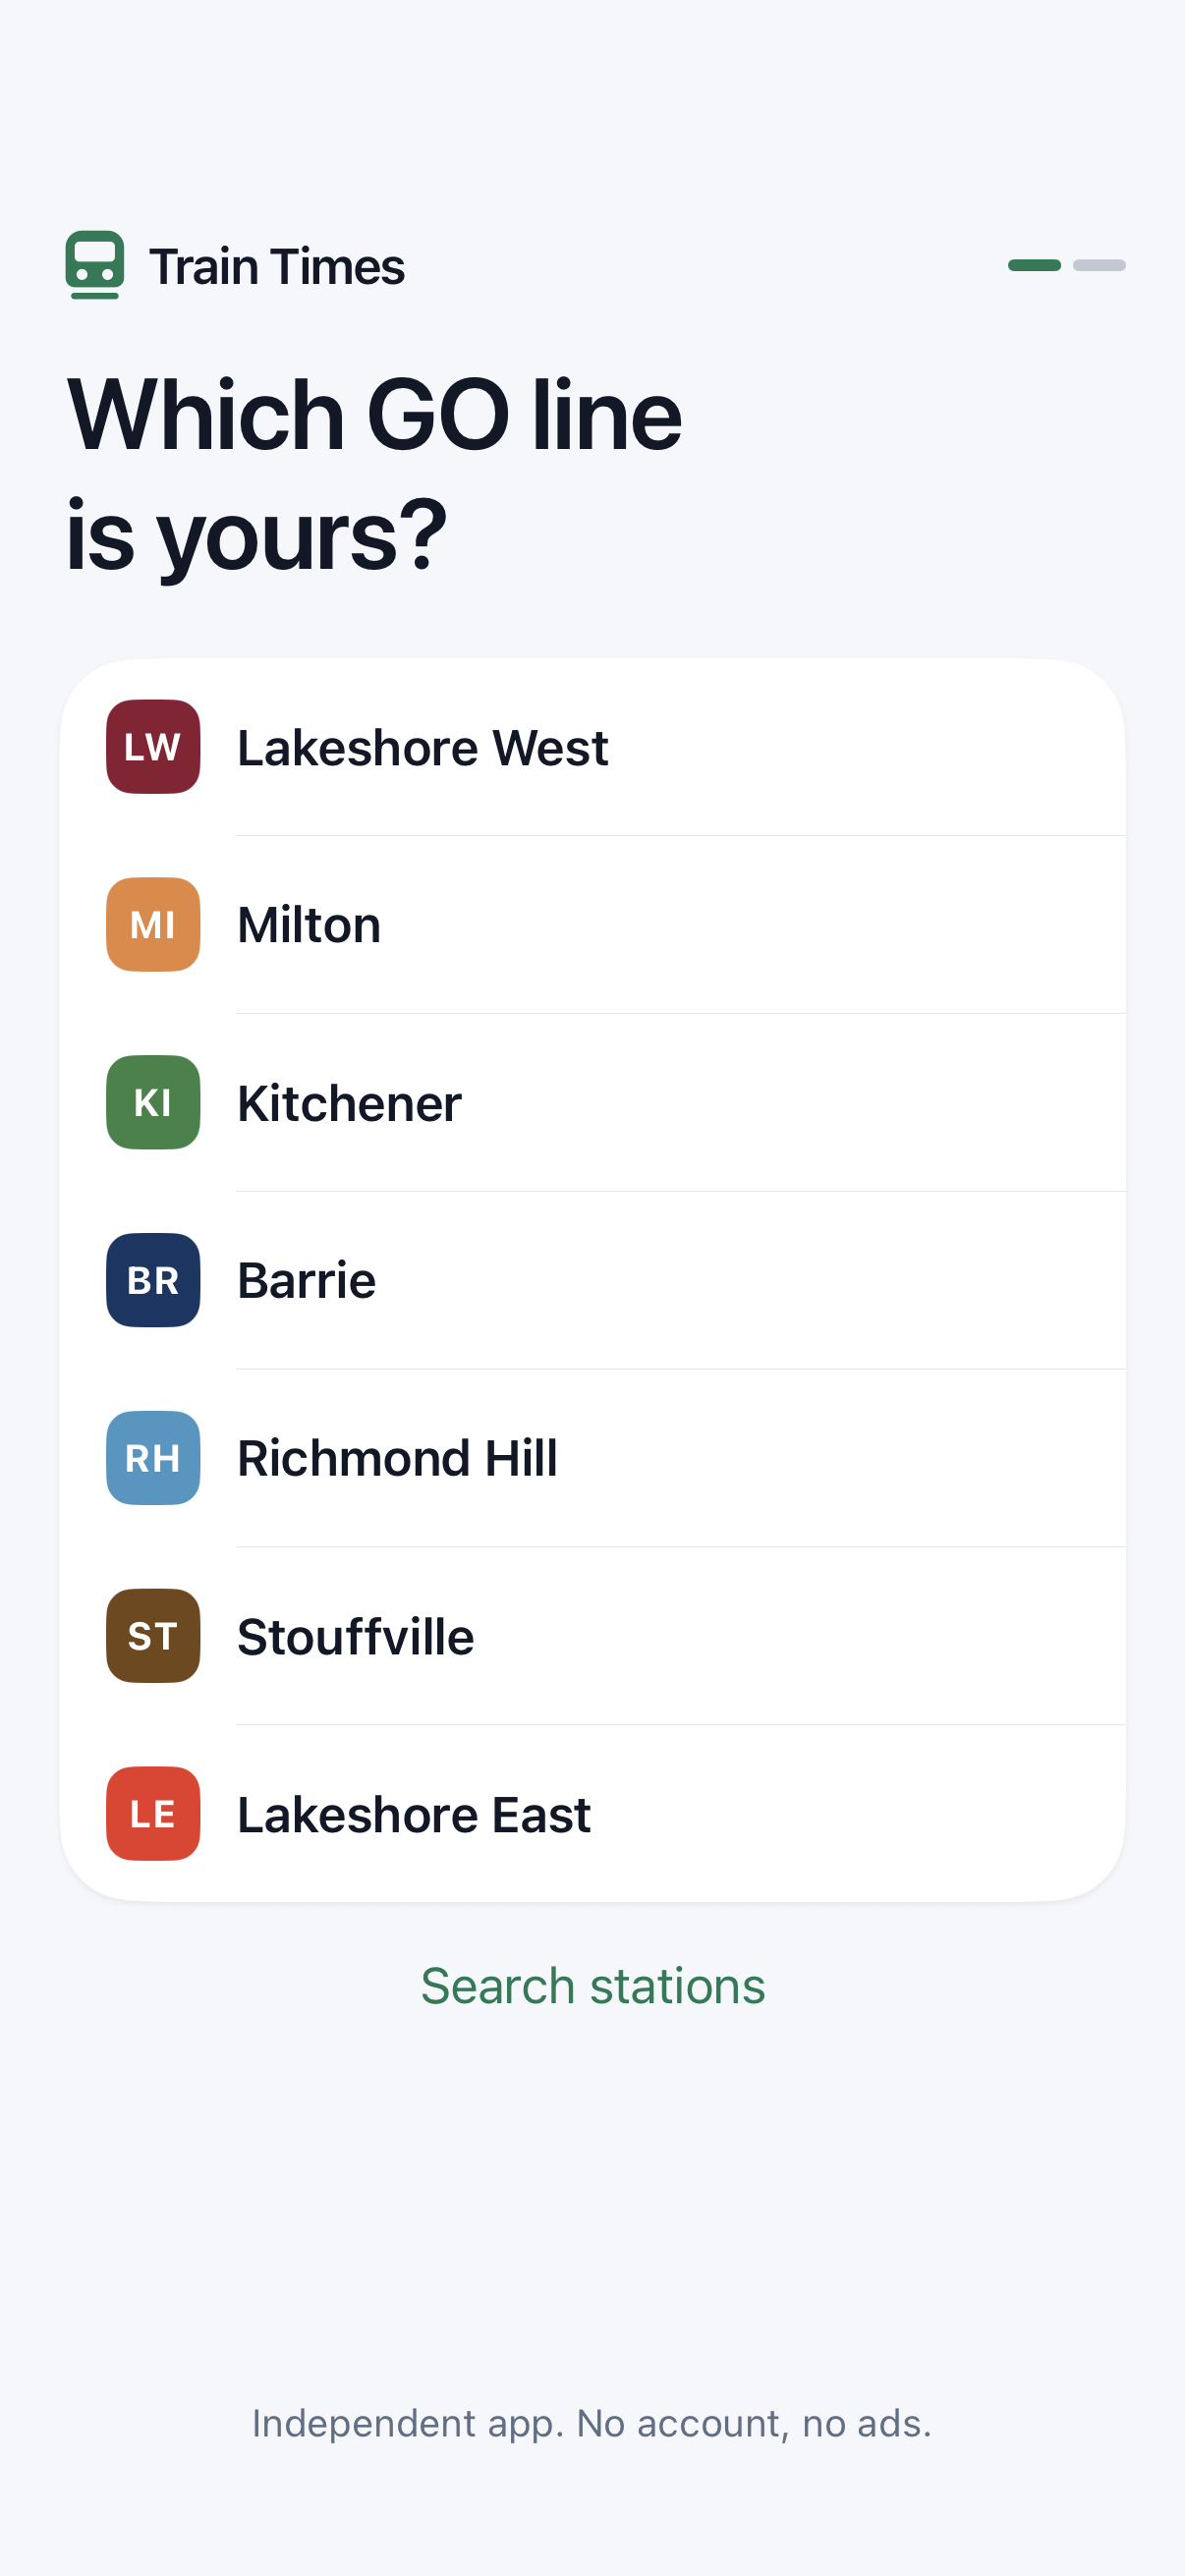 Train Times
Which GO line
is yours?
LW Lakeshore West
MI Milton
KI Kitchener
BR Barrie
RH Richmond Hill
ST Stouffville
LE Lakeshore East
Search stations
Independent app. No account, no ads.